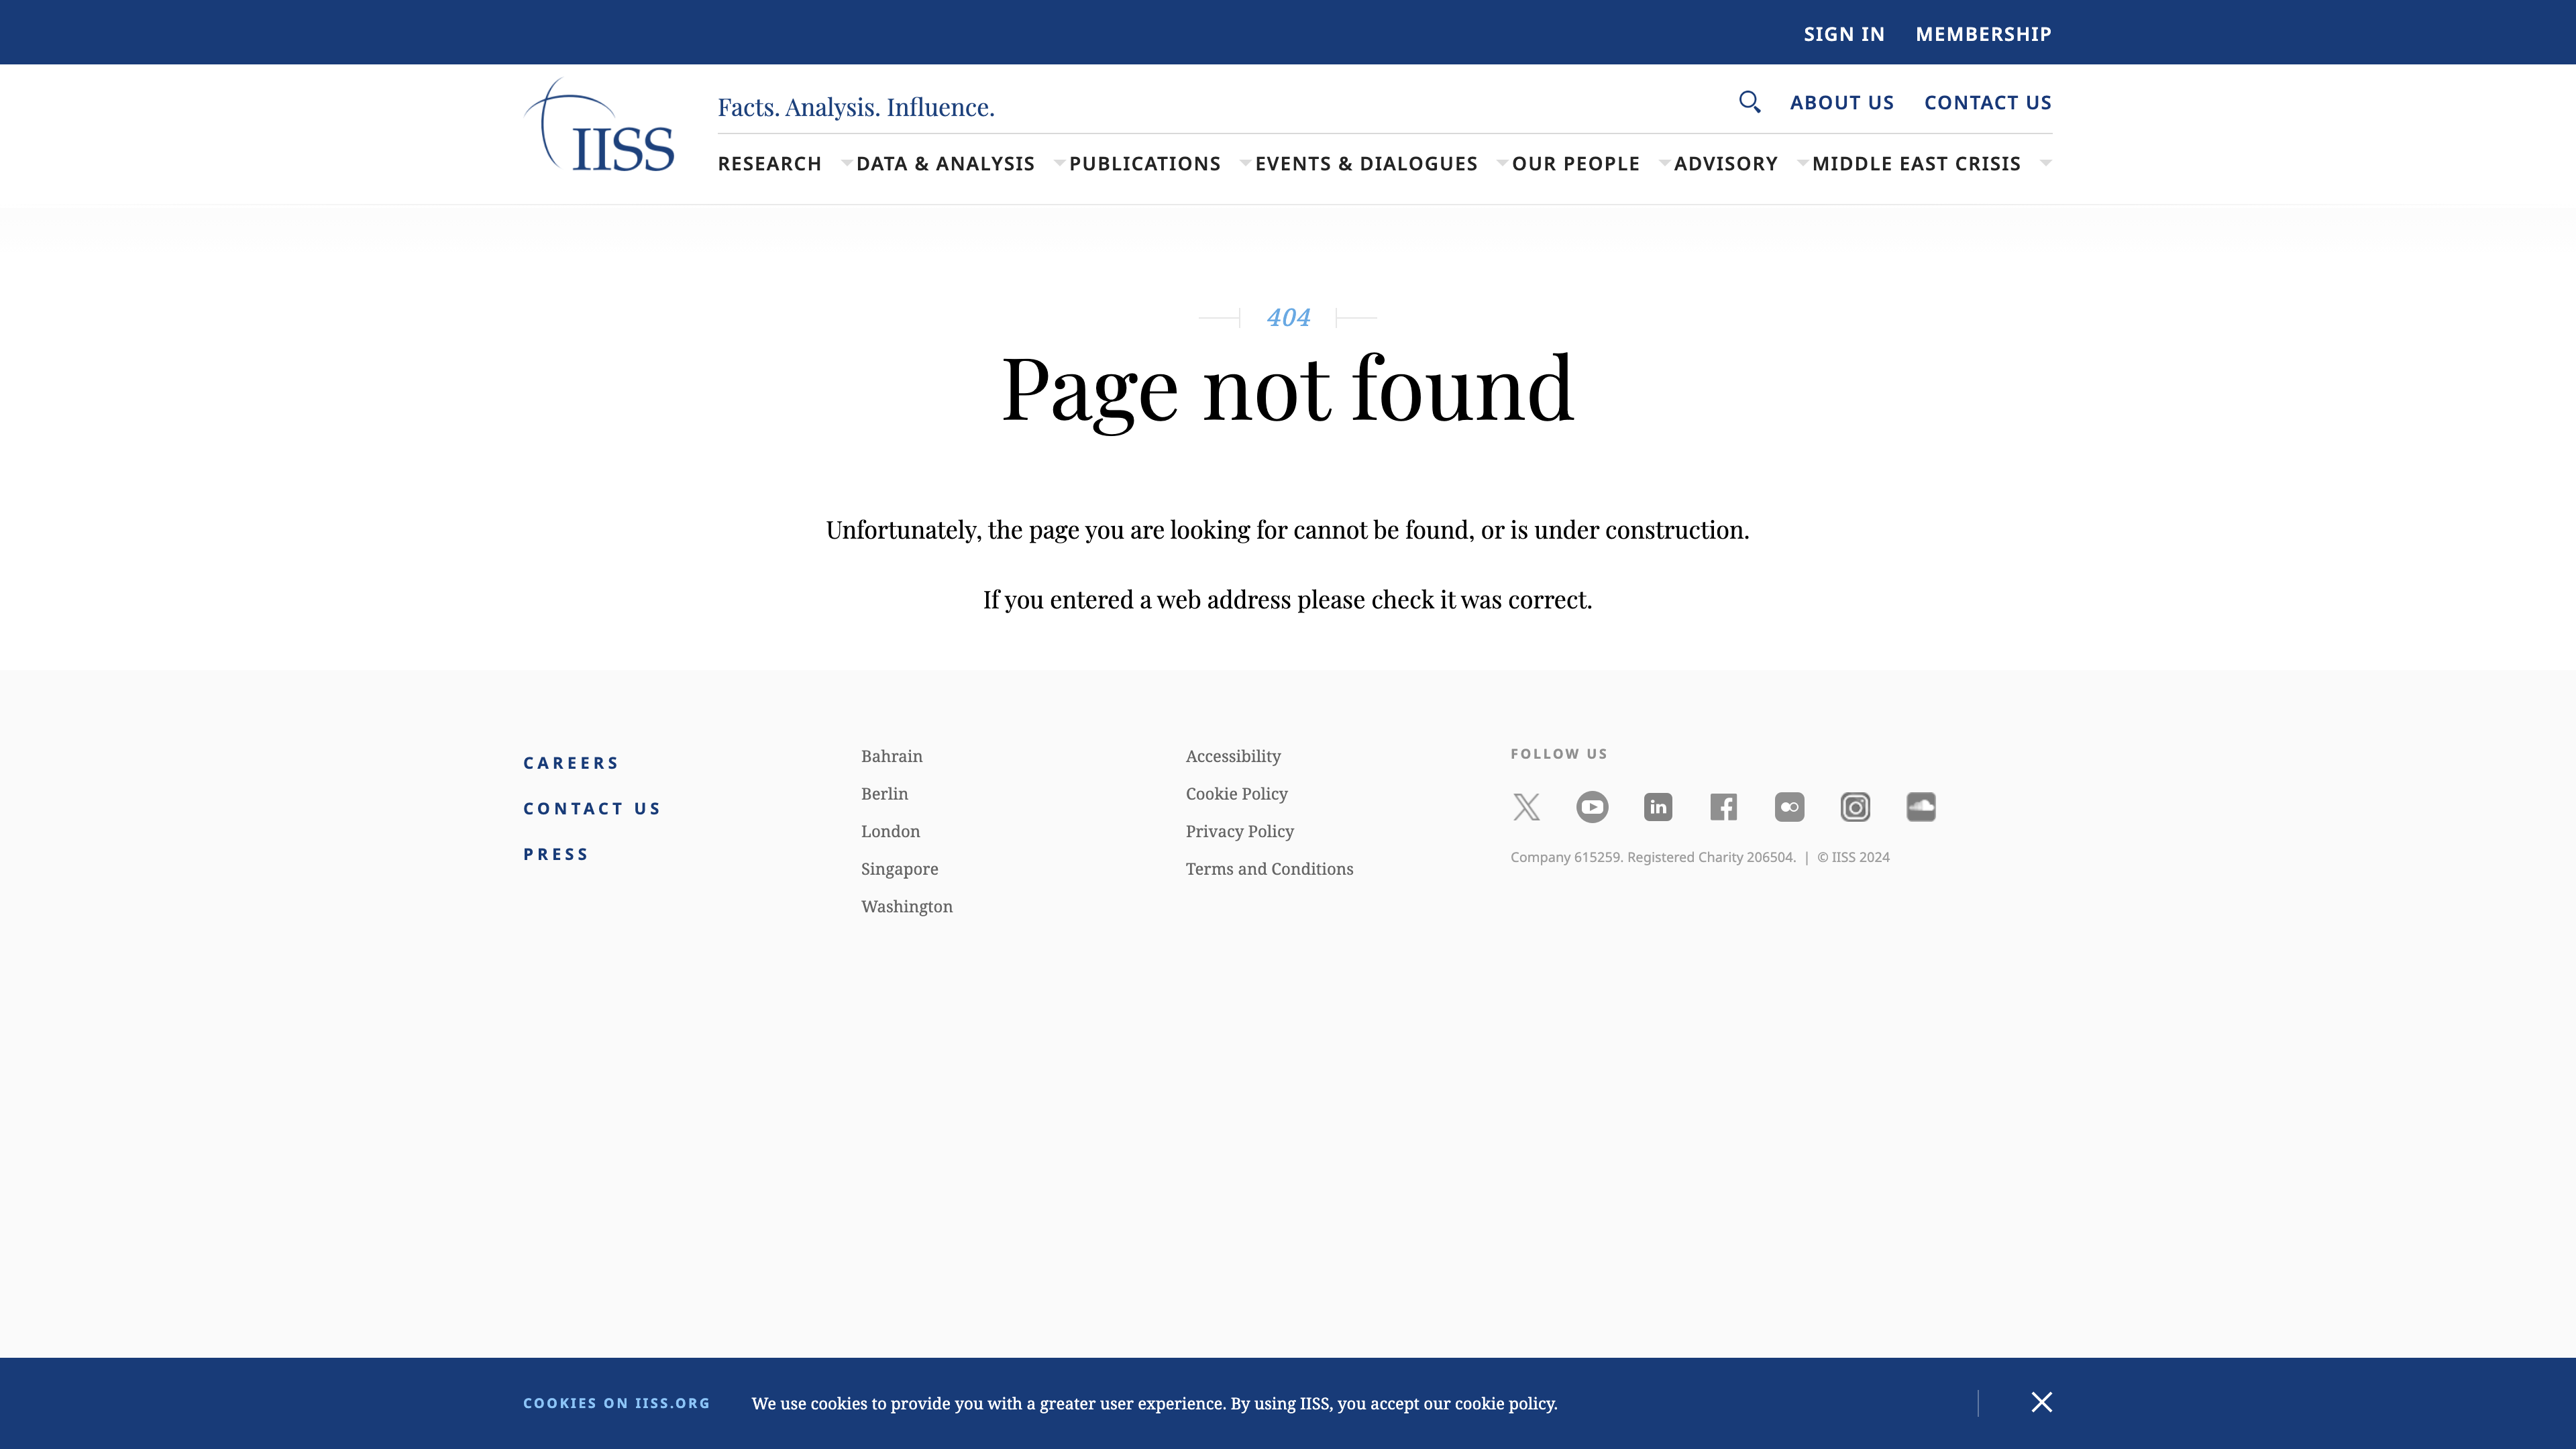 SIGN IN MEMBERSHIP
IISS
Facts. Analysis. Influence.
ABOUT US CONTACT US
RESEARCH DATA & ANALYSIS PUBLICATIONS EVENTS & DIALOGUES OUR PEOPLE ADVISORY MIDDLE EAST CRISIS
404
Page not found
Unfortunately, the page you are looking for cannot be found, or is under construction.
If you entered a web address please check it was correct.
CAREERS
CONTACT US
PRESS
Bahrain
Berlin
London
Singapore
Washington
Accessibility
Cookie Policy
Privacy Policy
Terms and Conditions
FOLLOW US
Company 615259. Registered Charity 206504. | © IISS 2024
COOKIES ON IISS.ORG We use cookies to provide you with a greater user experience. By using IISS, you accept our cookie policy.